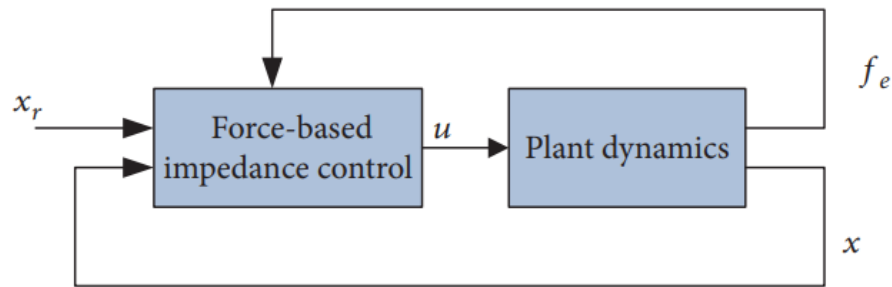 x_r
Force-based
impedance control
u
Plant dynamics
f_e
x